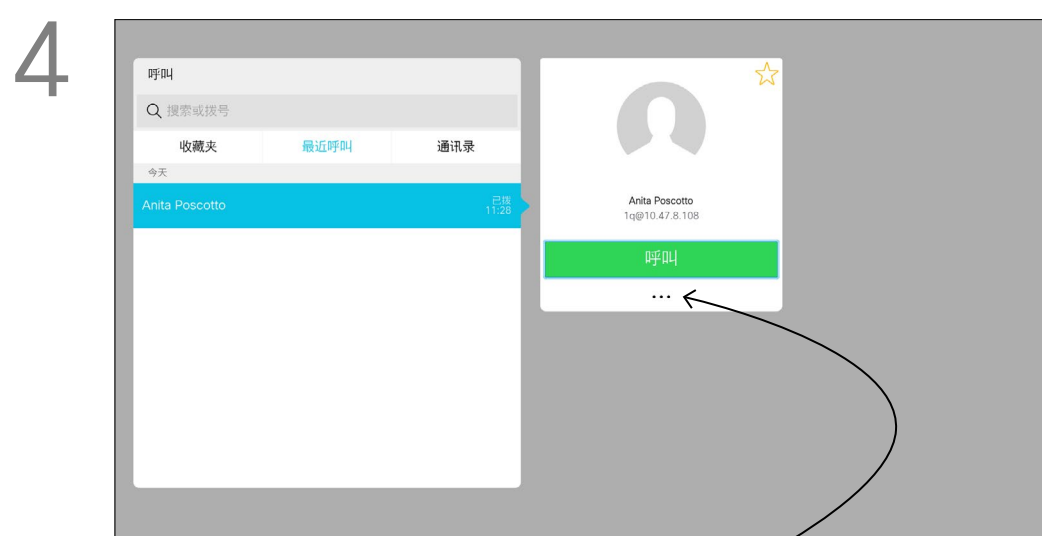 4
呼叫
搜索或拨号
收藏夹 最近呼叫 通讯录
今天
Anita Poscotto
已拨
11:28
Anita Poscotto
1q@10.47.8.108
呼叫
...